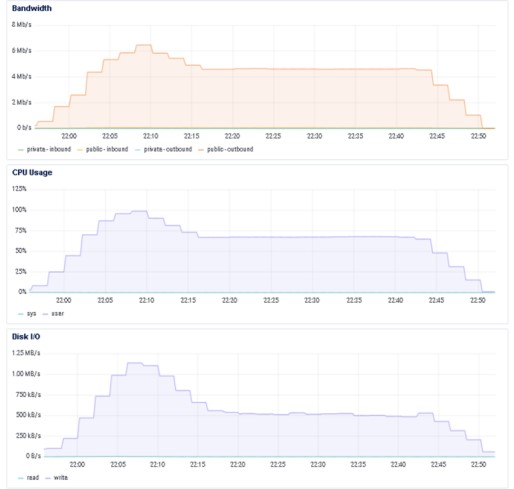 Bandwidth
8 Mb/s
6 Mb/s
4 Mb/s
2 Mb/s
0 b/s
22:00 22:05 22:10 22:15 22:20 22:25 22:30 22:35 22:40 22:45 22:50
private-inbound public-inbound private-outbound public-outbound
CPU Usage
125%
100%
75%
50%
25%
0%
22:00 22:05 22:10 22:15 22:20 22:25 22:30 22:35 22:40 22:45 22:50
sys user
Disk I/O
1.25 MB/s
1.00 MB/s
750 kB/s
500 kB/s
250 kB/s
0 B/s
22:00 22:05 22:10 22:15 22:20 22:25 22:30 22:35 22:40 22:45 22:50
read write